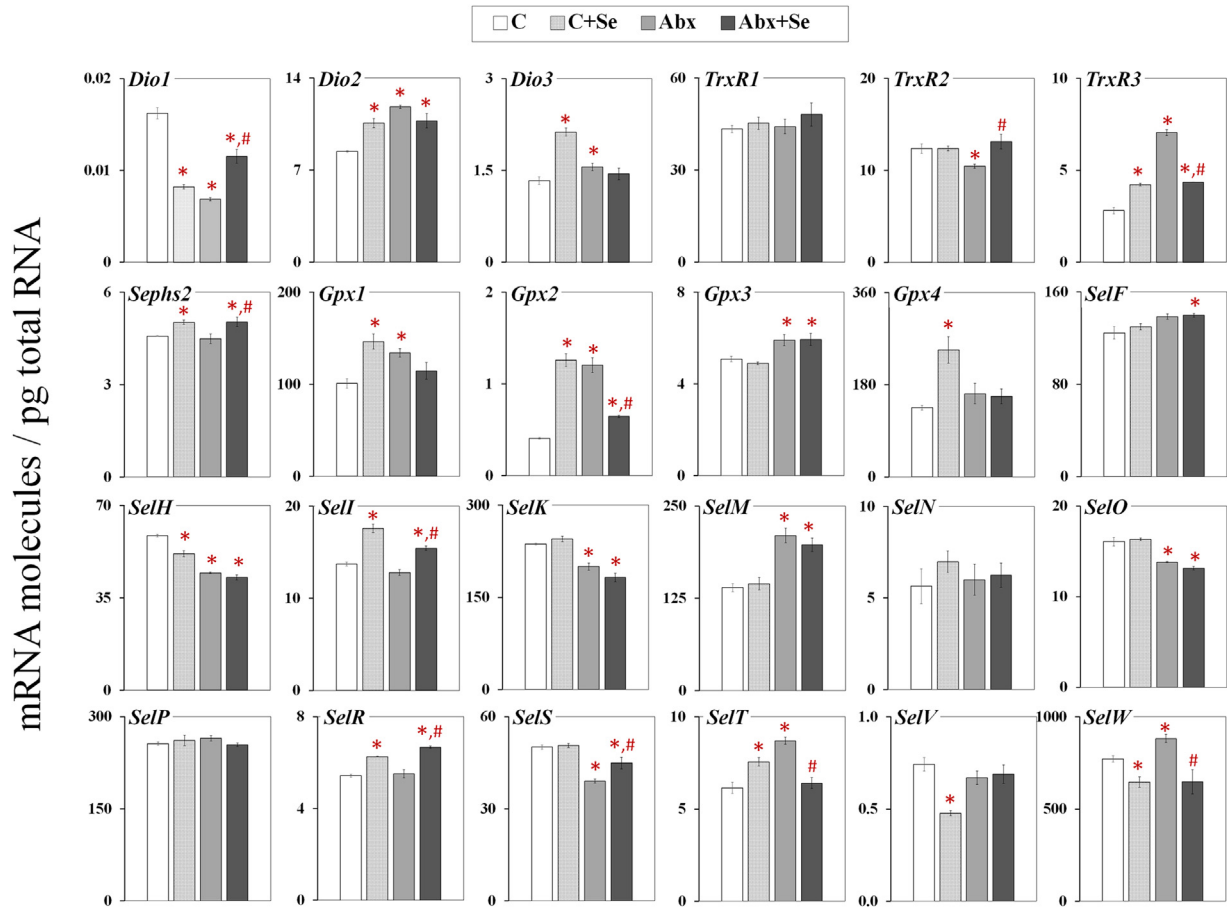 C C+Se Abx Abx+Se
mRNA molecules / pg total RNA
Dio1 Dio2 Dio3 TrxR1 TrxR2 TrxR3
0.02 14 3 60 20 10
* * *,# * * * * * * # * * *,#
0.01 7 1.5 30 10 5
0 0 0 0 0 0
Sephs2 Gpx1 Gpx2 Gpx3 Gpx4 SelF
6 200 2 8 360 160
* *,# * * * * *,# * * * *
3 100 1 4 180 80
0 0 0 0 0 0
SelH SelI SelK SelM SelN SelO
70 20 300 250 10 20
* * * * *,# * * * * * *
35 10 150 125 5 10
0 0 0 0 0 0
SelP SelR SelS SelT SelV SelW
300 8 60 10 1.0 1000
* *,# * *,# * * # * * * #
150 4 30 5 0.5 500
0 0 0 0 0.0 0